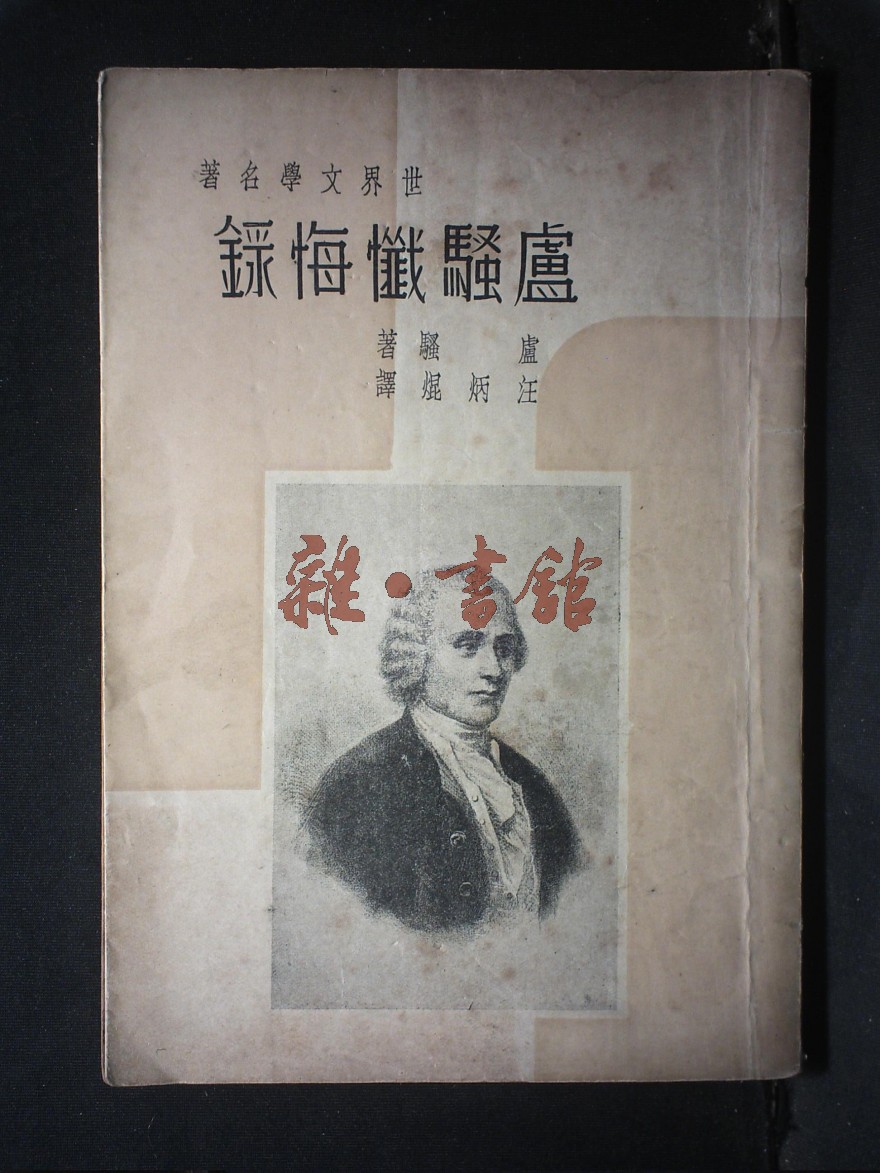 世界文學名著
盧騷懺悔錄
盧騷著
汪炳焜譯
雜·書館